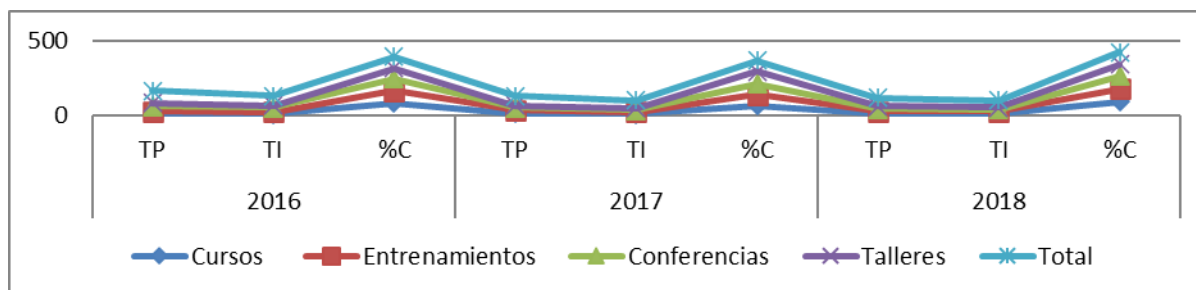 500
0
TP TI %C TP TI %C TP TI %C
2016 2017 2018
Cursos Entrenamientos Conferencias Talleres Total